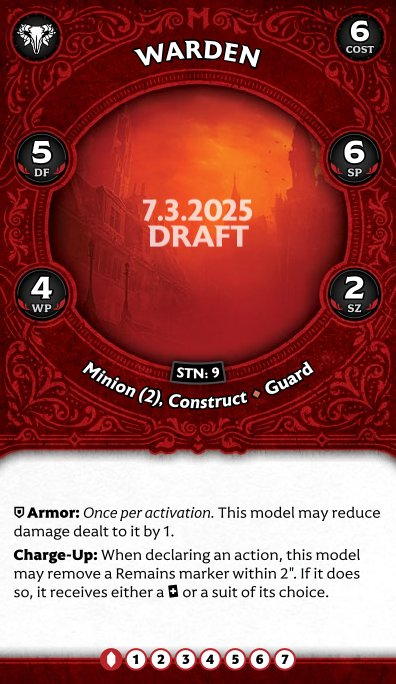 WARDEN
6
COST
5
DF
6
SP
7.3.2025
DRAFT
4
WP
2
SZ
STN: 9
Minion (2), Construct ♦ Guard
Armor: Once per activation. This model may reduce
damage dealt to it by 1.
Charge-Up: When declaring an action, this model
may remove a Remains marker within 2". If it does
so, it receives either a or a suit of its choice.
1 2 3 4 5 6 7